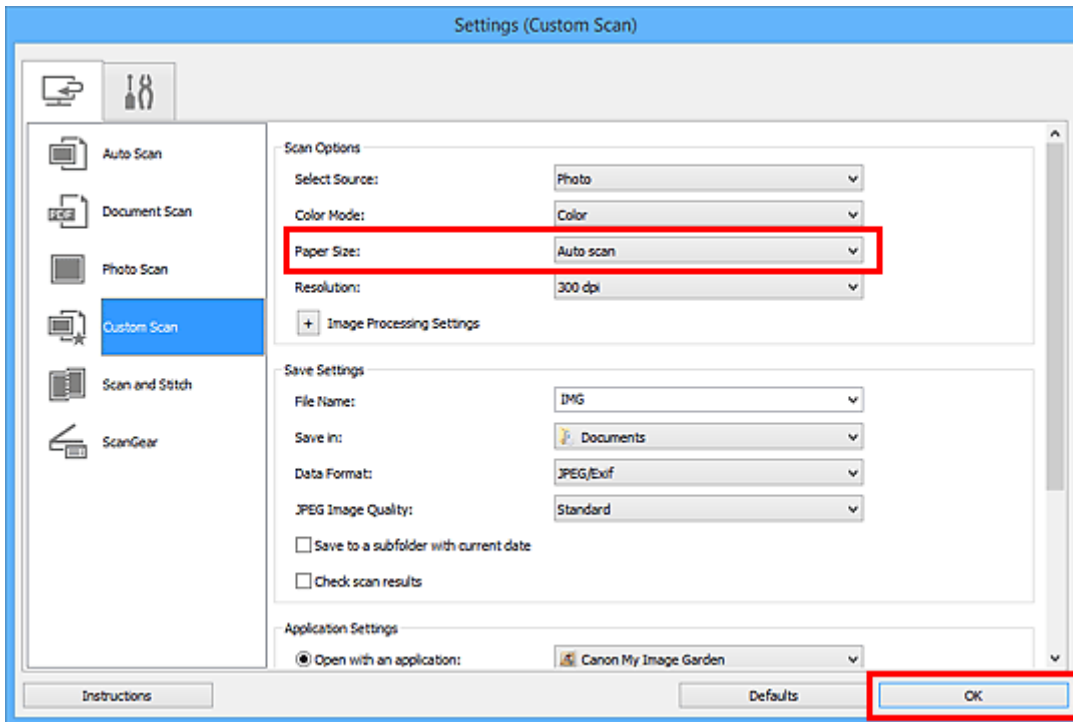 Settings (Custom Scan)
Auto Scan
PDF
Document Scan
Photo Scan
Custom Scan
Scan and Stitch
ScanGear
Scan Options
Select Source: Photo
Color Mode: Color
Paper Size: Auto scan
Resolution: 300 dpi
+ Image Processing Settings
Save Settings
File Name: IMG
Save in: Documents
Data Format: JPEG/Exif
JPEG Image Quality: Standard
Save to a subfolder with current date
Check scan results
Application Settings
Open with an application: Canon My Image Garden
Instructions Defaults OK